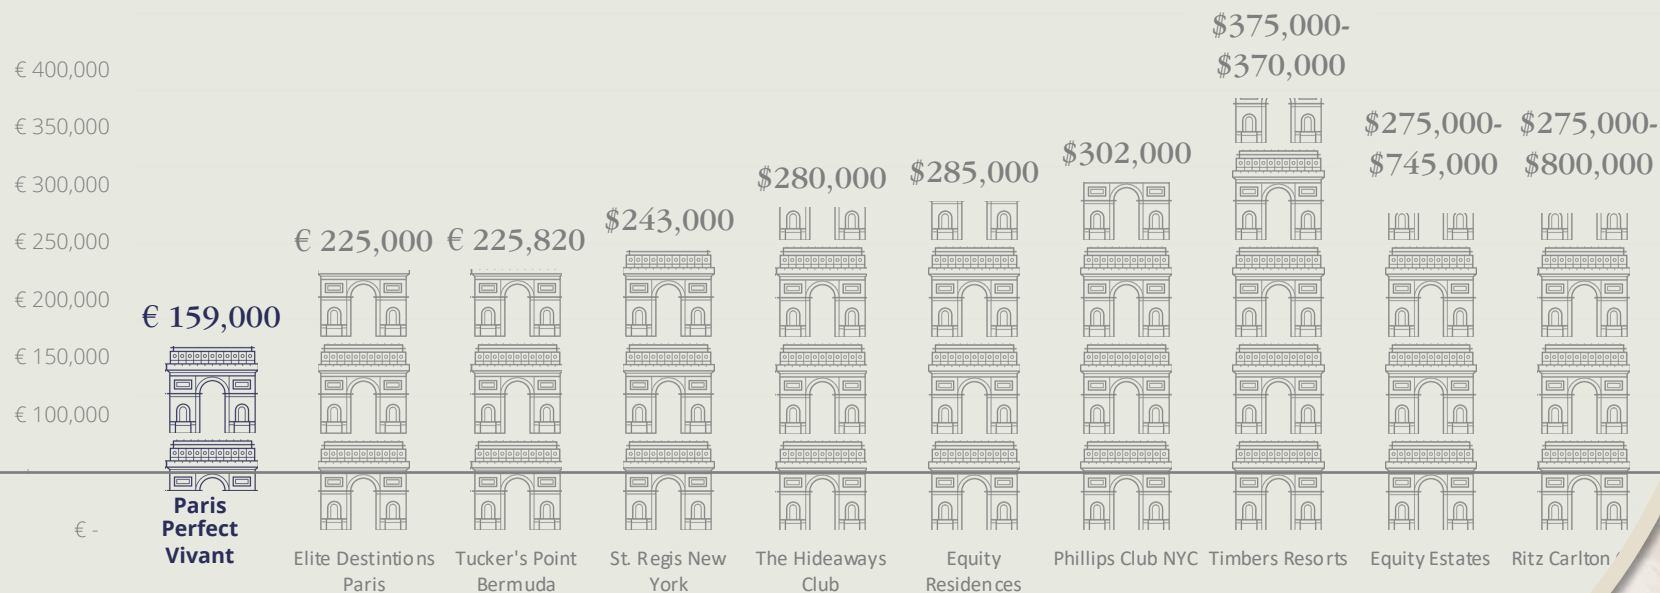 $375,000-
$370,000
€ 400,000
€ 350,000
€ 300,000
€ 250,000
€ 200,000
€ 150,000
€ 100,000
€ -
€ 159,000
€ 225,000
€ 225,820
$243,000
$280,000
$285,000
$302,000
$275,000-
$745,000
$275,000-
$800,000
Paris
Perfect
Vivant
Elite Destintions
Paris
Tucker's Point
Bermuda
St. Regis New
York
The Hideaways
Club
Equity
Residences
Phillips Club NYC
Timbers Resorts
Equity Estates
Ritz Carlton